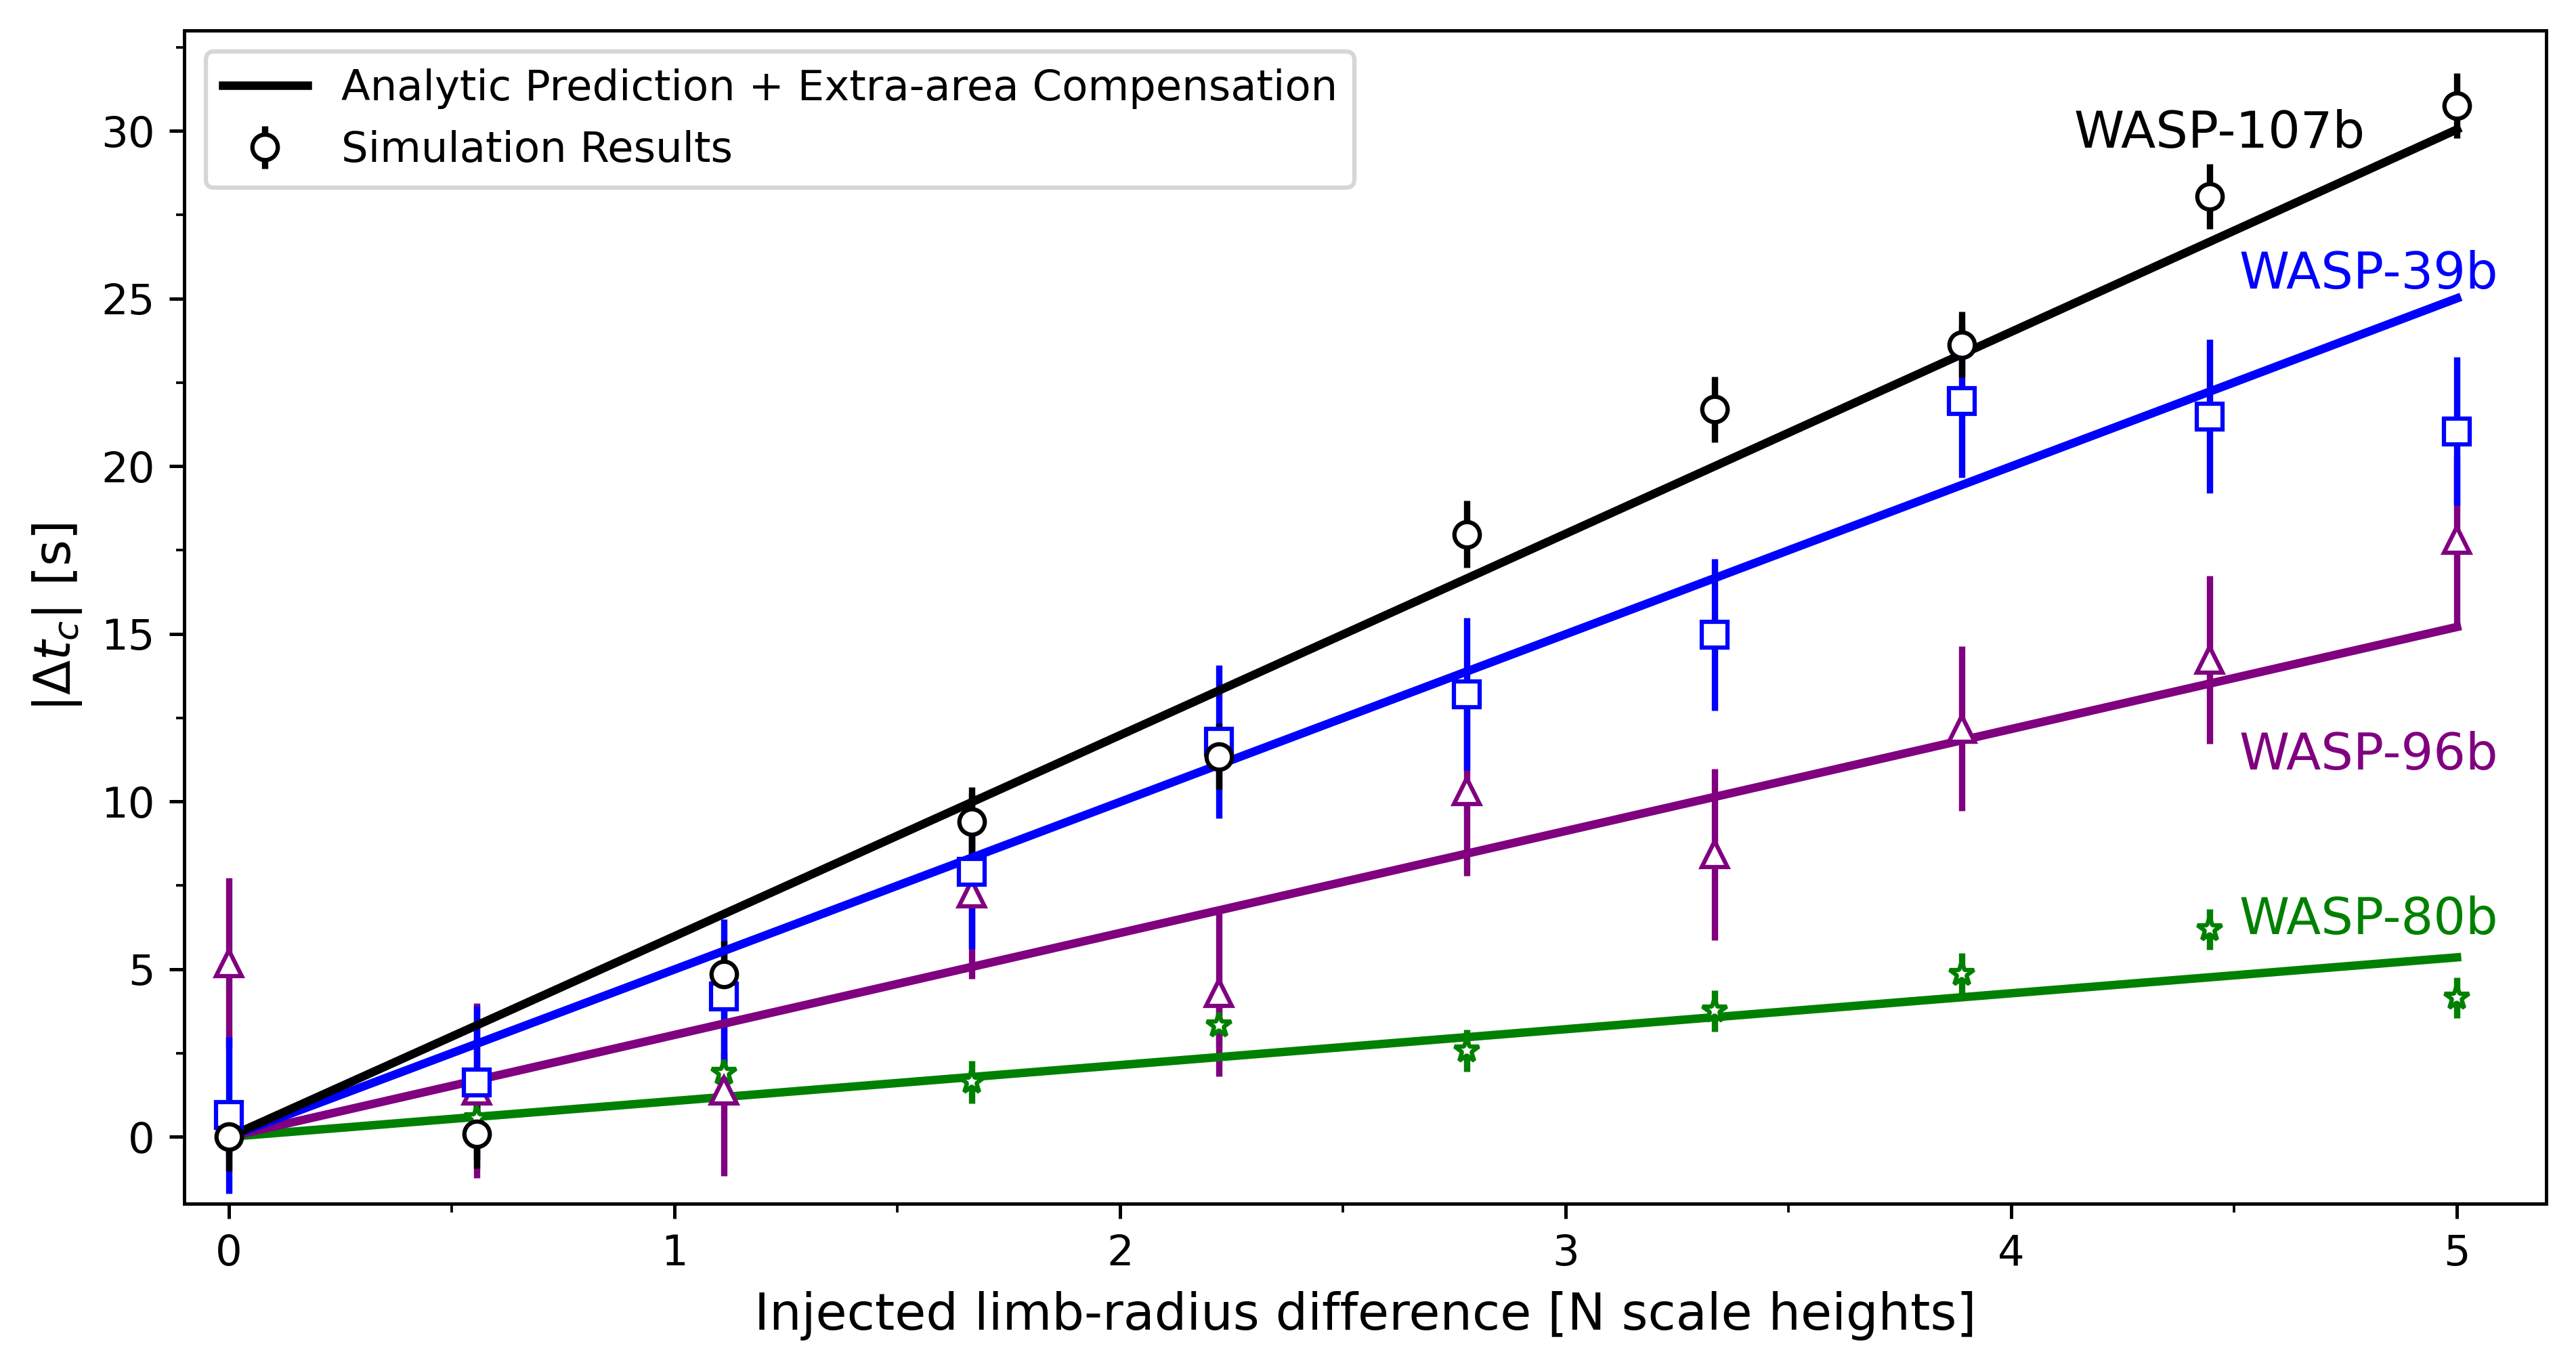 Analytic Prediction + Extra-area Compensation
Simulation Results
WASP-107b
WASP-39b
WASP-96b
WASP-80b
30
25
20
15
10
5
0
|Δt_c| [s]
0 1 2 3 4 5
Injected limb-radius difference [N scale heights]